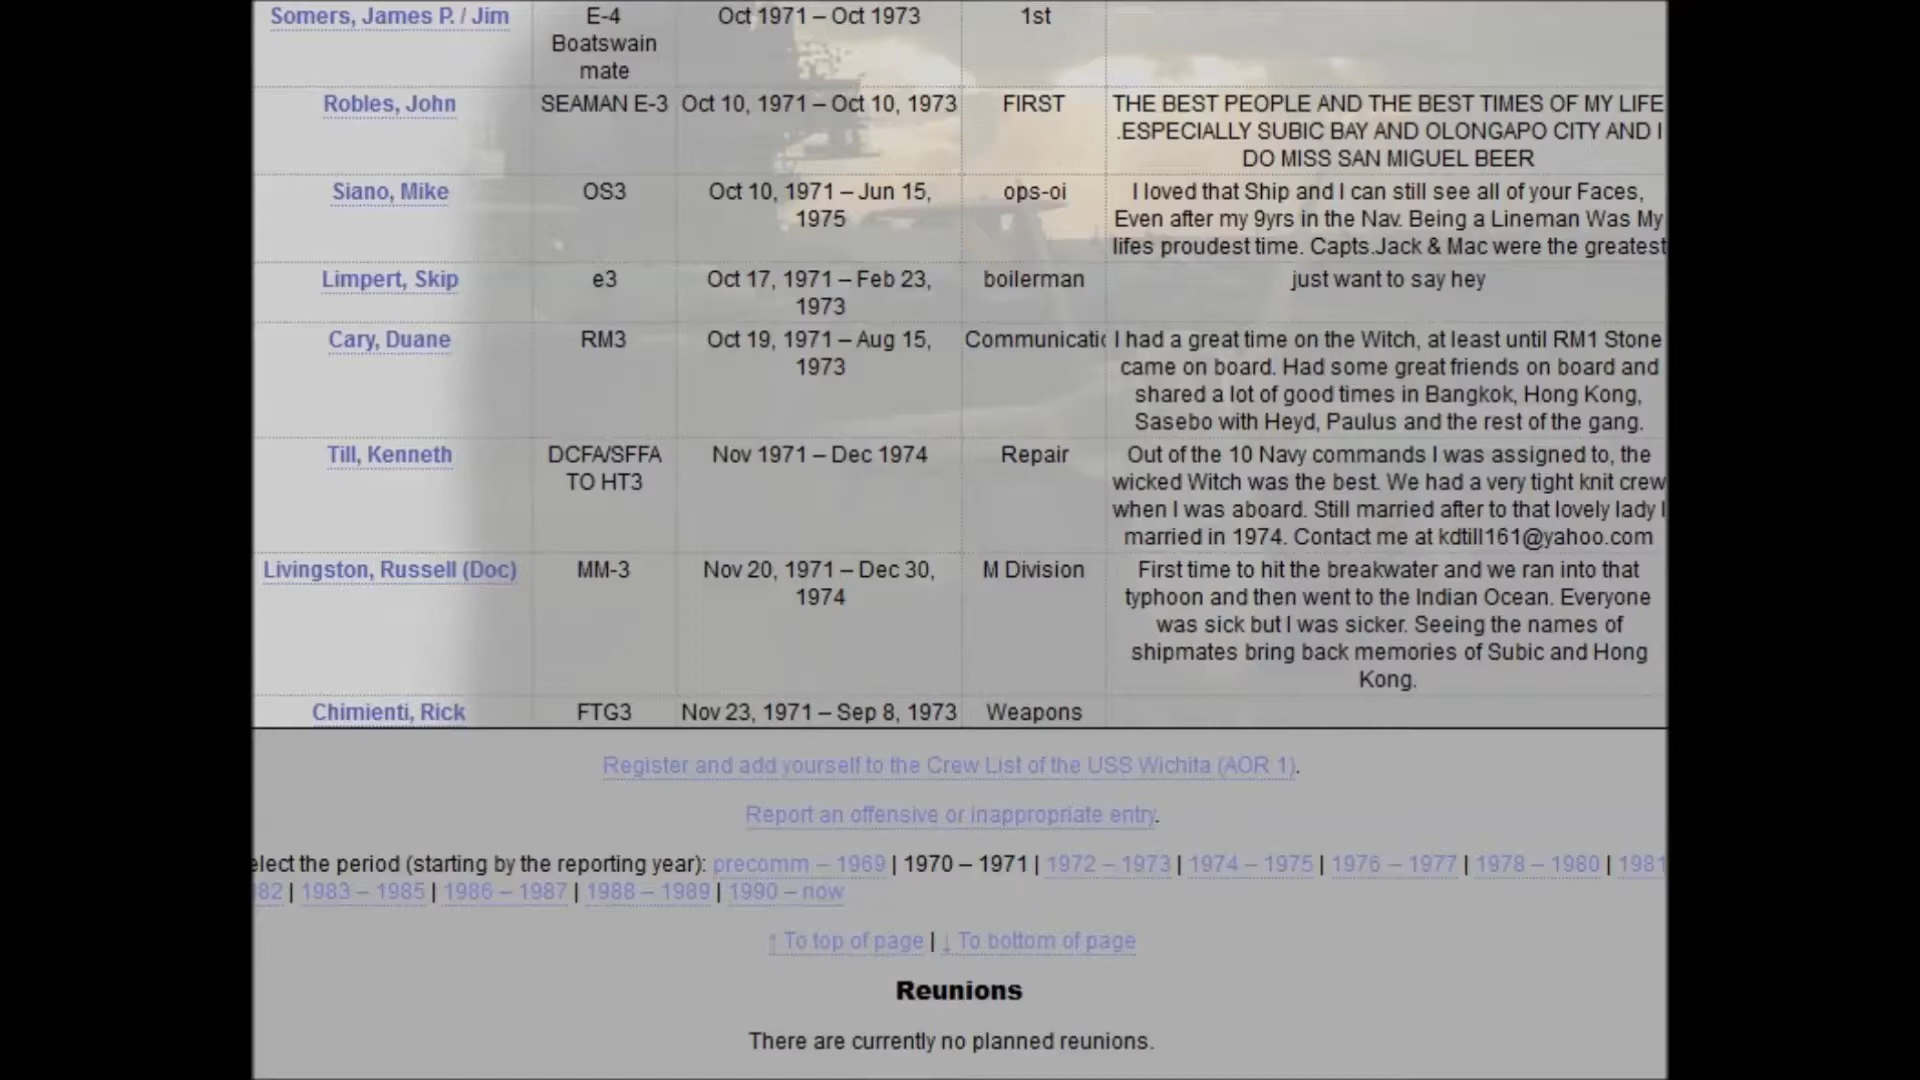 Somers, James P. / Jim E-4 Oct 1971 – Oct 1973 1st
Boatswain
mate
Robles, John SEAMAN E-3 Oct 10, 1971 – Oct 10, 1973 FIRST THE BEST PEOPLE AND THE BEST TIMES OF MY LIFE
.ESPECIALLY SUBIC BAY AND OLONGAPO CITY AND I
DO MISS SAN MIGUEL BEER
Siano, Mike OS3 Oct 10, 1971 – Jun 15, ops-oi I loved that Ship and I can still see all of your Faces,
1975 Even after my 9yrs in the Nav. Being a Lineman Was My
lifes proudest time. Capts.Jack & Mac were the greatest
Limpert, Skip e3 Oct 17, 1971 – Feb 23, boilerman just want to say hey
1973
Cary, Duane RM3 Oct 19, 1971 – Aug 15, Communicatio I had a great time on the Witch, at least until RM1 Stone
1973 came on board. Had some great friends on board and
shared a lot of good times in Bangkok, Hong Kong,
Sasebo with Heyd, Paulus and the rest of the gang.
Till, Kenneth DCFA/SFFA Nov 1971 – Dec 1974 Repair Out of the 10 Navy commands I was assigned to, the
TO HT3 wicked Witch was the best. We had a very tight knit crew
when I was aboard. Still married after to that lovely lady I
married in 1974. Contact me at kdtill161@yahoo.com
Livingston, Russell (Doc) MM-3 Nov 20, 1971 – Dec 30, M Division First time to hit the breakwater and we ran into that
1974 typhoon and then went to the Indian Ocean. Everyone
was sick but I was sicker. Seeing the names of
shipmates bring back memories of Subic and Hong
Kong.
Chimienti, Rick FTG3 Nov 23, 1971 – Sep 8, 1973 Weapons
Register and add yourself to the Crew List of the USS Wichita (AOR 1).
Report an offensive or inappropriate entry.
elect the period (starting by the reporting year): precomm – 1969 | 1970 – 1971 | 1972 – 1973 | 1974 – 1975 | 1976 – 1977 | 1978 – 1980 | 1981
82 | 1983 – 1985 | 1986 – 1987 | 1988 – 1989 | 1990 – now
↑ To top of page | ↓ To bottom of page
Reunions
There are currently no planned reunions.